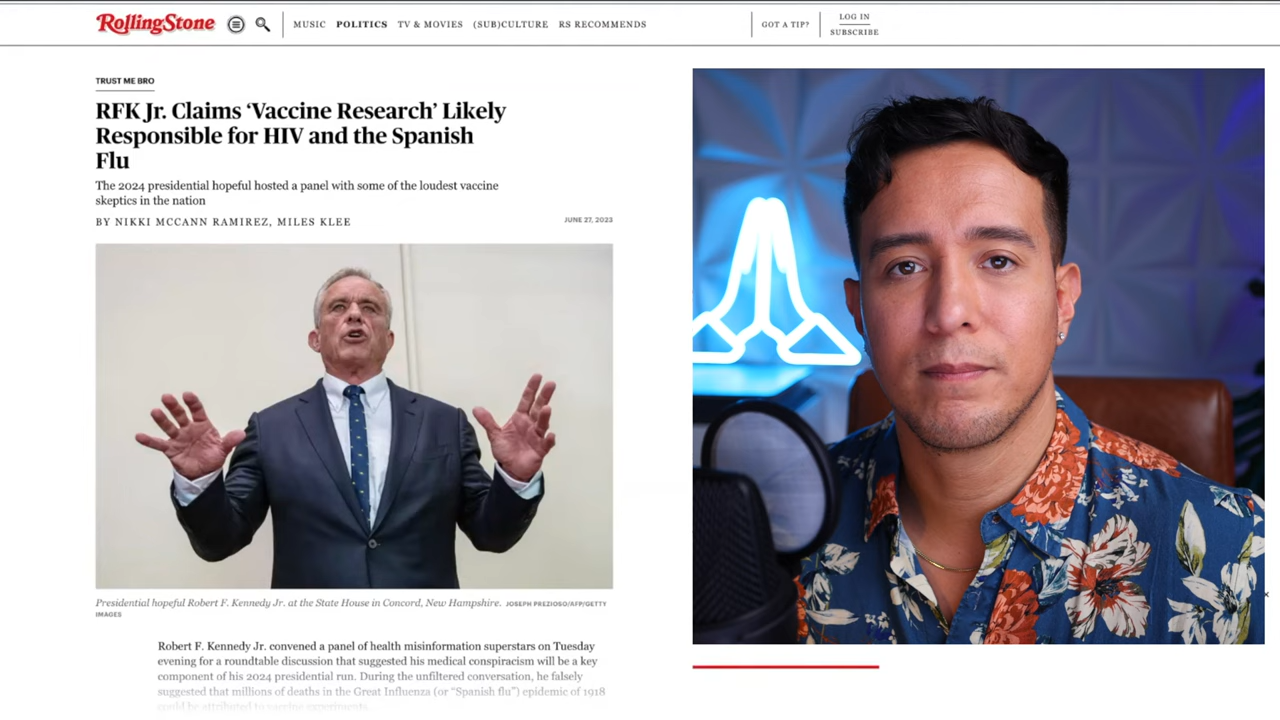 RollingStone
MUSIC POLITICS TV & MOVIES (SUB)CULTURE RS RECOMMENDS
GOT A TIP?
LOG IN
SUBSCRIBE
TRUST ME BRO
RFK Jr. Claims ‘Vaccine Research’ Likely
Responsible for HIV and the Spanish
Flu
The 2024 presidential hopeful hosted a panel with some of the loudest vaccine
skeptics in the nation
BY NIKKI MCCANN RAMIREZ, MILES KLEE
JUNE 27, 2023
Presidential hopeful Robert F. Kennedy Jr. at the State House in Concord, New Hampshire. JOSEPH PREZIOSO/AFP/GETTY
IMAGES
Robert F. Kennedy Jr. convened a panel of health misinformation superstars on Tuesday
evening for a roundtable discussion that suggested his medical conspiracism will be a key
component of his 2024 presidential run. During the unfiltered conversation, he falsely
suggested that millions of deaths in the Great Influenza (or “Spanish flu”) epidemic of 1918
could be attributed to vaccine experiments.